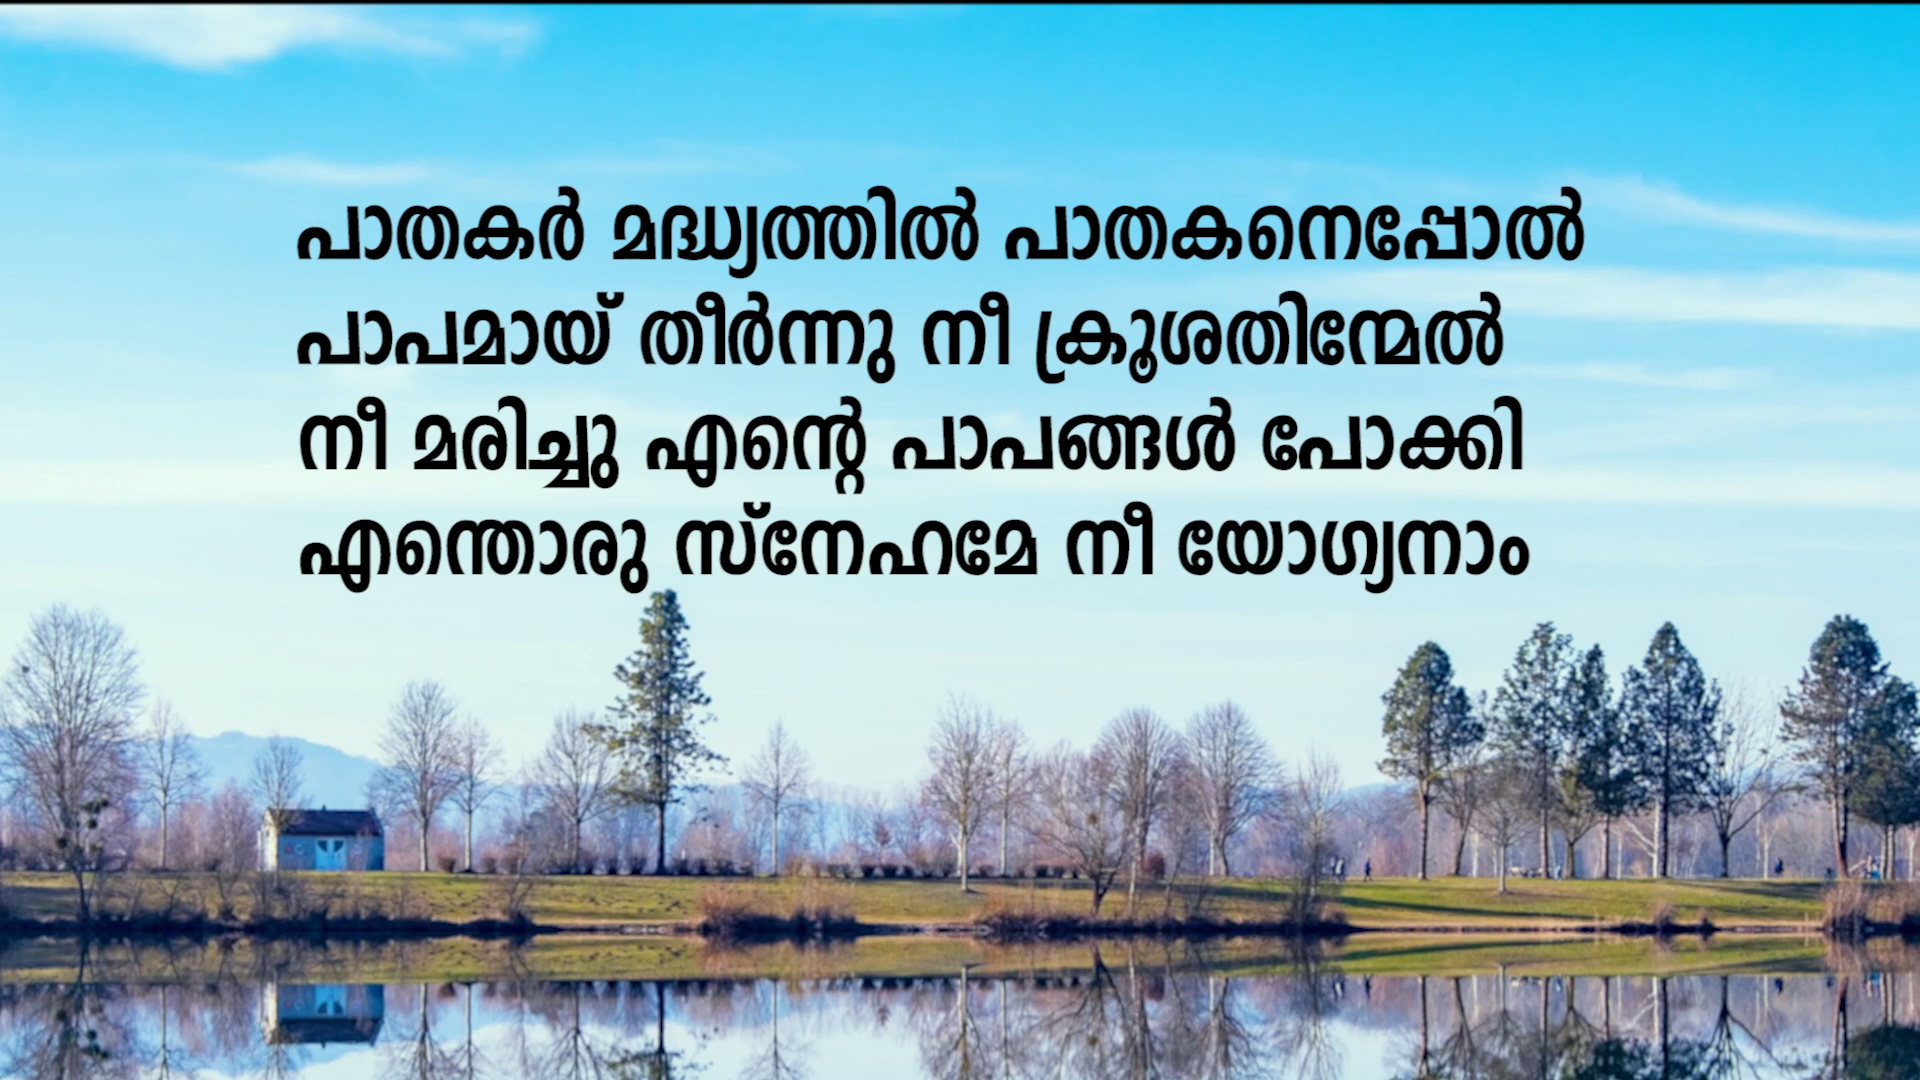 പാതകർ മദ്ധ്യത്തിൽ പാതകനെപ്പോൽ
പാപമായ് തീർന്നു നീ ക്രൂശതിന്മേൽ
നീ മരിച്ചു എന്റെ പാപങ്ങൾ പോക്കി
എന്തൊരു സ്നേഹമേ നീ യോഗ്യനാം